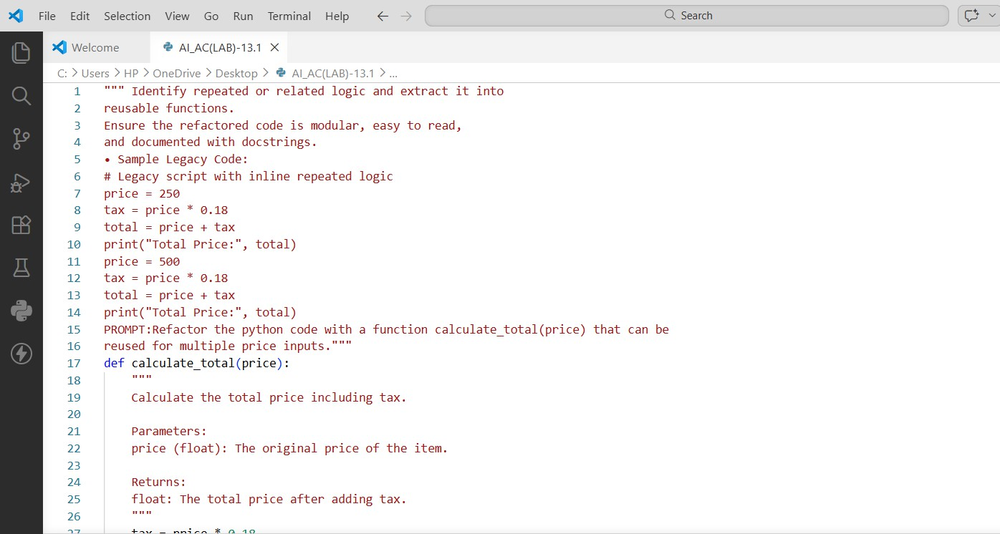 File Edit Selection View Go Run Terminal Help
Search
Welcome
AI_AC(LAB)-13.1
C: > Users > HP > OneDrive > Desktop > AI_AC(LAB)-13.1 > ...
1 """ Identify repeated or related logic and extract it into
2 reusable functions.
3 Ensure the refactored code is modular, easy to read,
4 and documented with docstrings.
5 • Sample Legacy Code:
6 # Legacy script with inline repeated logic
7 price = 250
8 tax = price * 0.18
9 total = price + tax
10 print("Total Price:", total)
11 price = 500
12 tax = price * 0.18
13 total = price + tax
14 print("Total Price:", total)
15 PROMPT:Refactor the python code with a function calculate_total(price) that can be
16 reused for multiple price inputs."""
17 def calculate_total(price):
18 """
19 Calculate the total price including tax.
20
21 Parameters:
22 price (float): The original price of the item.
23
24 Returns:
25 float: The total price after adding tax.
26 """
27 tax = price * 0.18